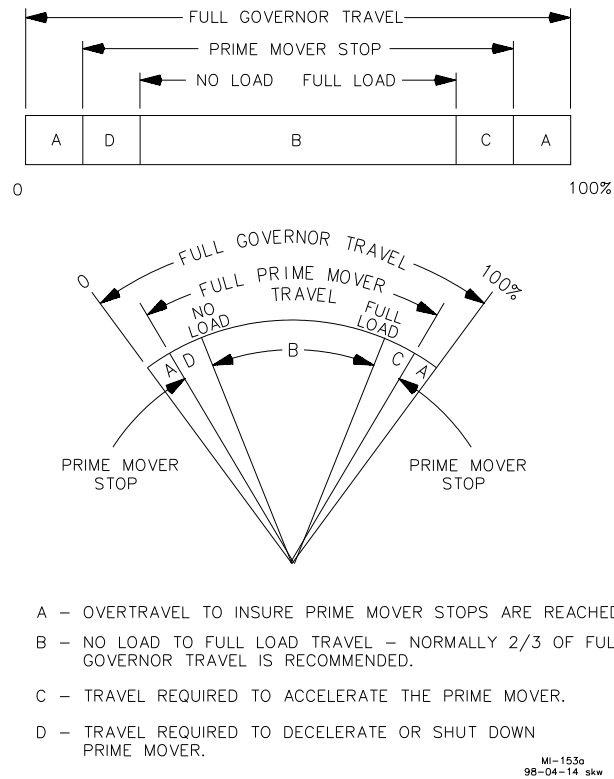 FULL GOVERNOR TRAVEL
PRIME MOVER STOP
NO LOAD FULL LOAD
A D B C A
0 100%
FULL GOVERNOR TRAVEL
0 100%
FULL PRIME MOVER
TRAVEL
NO
LOAD
FULL
LOAD
A D B C A
PRIME MOVER
STOP
PRIME MOVER
STOP
A – OVERTRAVEL TO INSURE PRIME MOVER STOPS ARE REACHED
B – NO LOAD TO FULL LOAD TRAVEL – NORMALLY 2/3 OF FUL
GOVERNOR TRAVEL IS RECOMMENDED.
C – TRAVEL REQUIRED TO ACCELERATE THE PRIME MOVER.
D – TRAVEL REQUIRED TO DECELERATE OR SHUT DOWN
PRIME MOVER.
MI-153a
98-04-14 skw